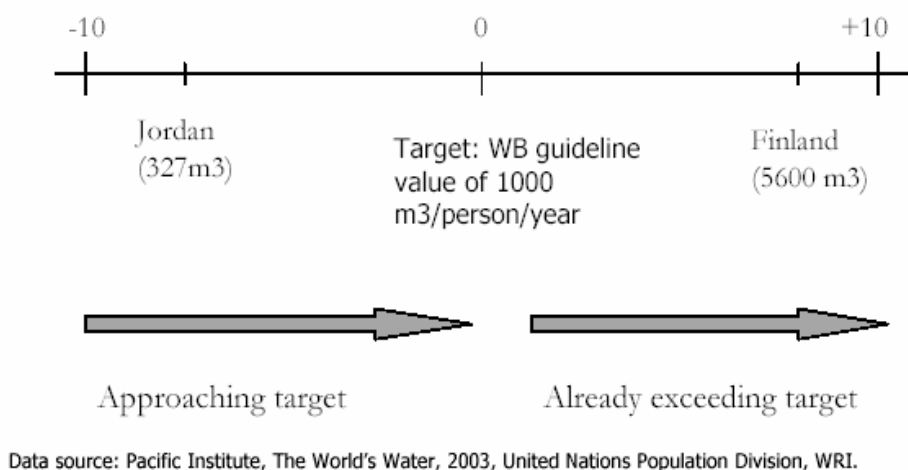 -10 0 +10
Jordan
(327m3)
Target: WB guideline
value of 1000
m3/person/year
Finland
(5600 m3)
Approaching target
Already exceeding target
Data source: Pacific Institute, The World's Water, 2003, United Nations Population Division, WRI.